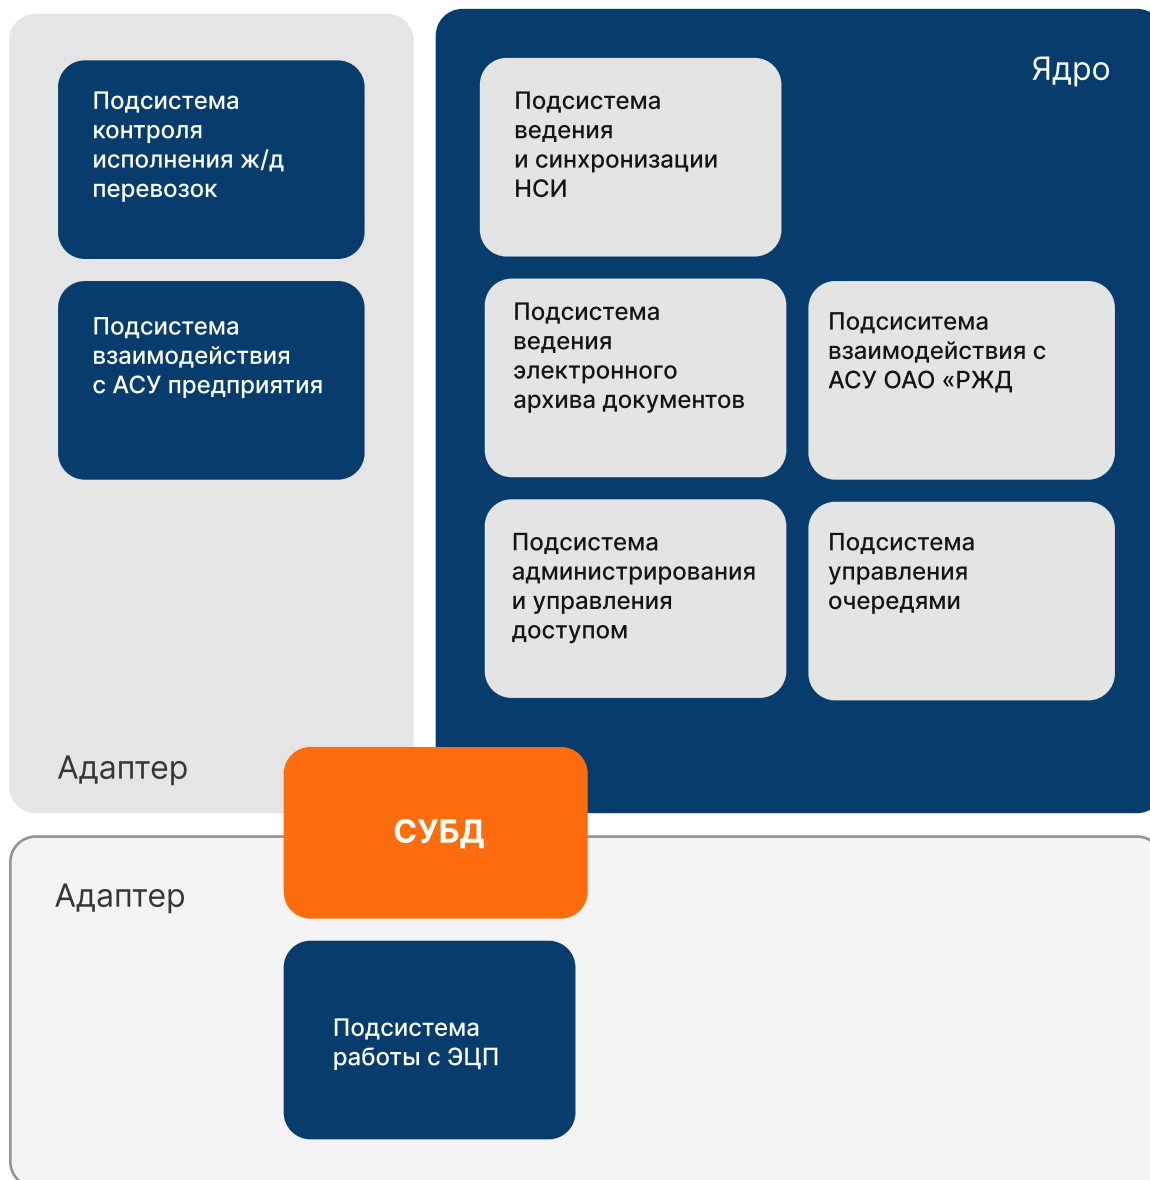 Подсистема
контроля
исполнения ж/д
перевозок
Подсистема
взаимодействия
с АСУ предприятия
Адаптер
Ядро
Подсистема
ведения
и синхронизации
НСИ
Подсистема
ведения
электронного
архива документов
Подсиситема
взаимодействия с
АСУ ОАО «РЖД
Подсистема
администрирования
и управления
доступом
Подсистема
управления
очередями
СУБД
Адаптер
Подсистема
работы с ЭЦП